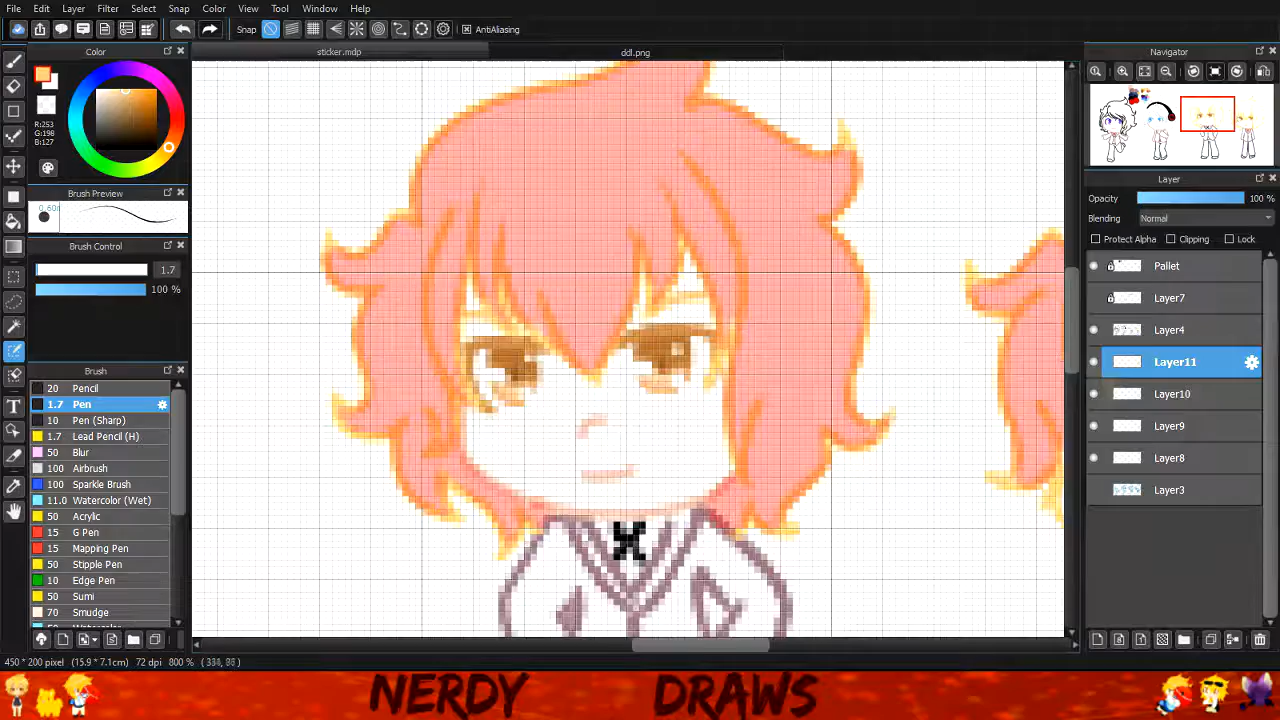 File Edit Layer Filter Select Snap Color View Tool Window Help
Snap AntiAliasing
Color sticker.mdp ddl.png Navigator
R:253
G:198
B:127
Brush Preview
Layer
Opacity 100 %
Blending Normal
Brush Control
Protect Alpha Clipping Lock
1.7
100 %
Pallet
Layer7
Layer4
Layer11
Layer10
Layer9
Layer8
Layer3
Brush
20 Pencil
1.7 Pen
10 Pen (Sharp)
1.7 Lead Pencil (H)
50 Blur
100 Airbrush
100 Sparkle Brush
11.0 Watercolor (Wet)
50 Acrylic
15 G Pen
15 Mapping Pen
50 Stipple Pen
10 Edge Pen
50 Sumi
70 Smudge
450 * 200 pixel (15.9 * 7.1cm) 72 dpi 800 %
NERDY DRAWS